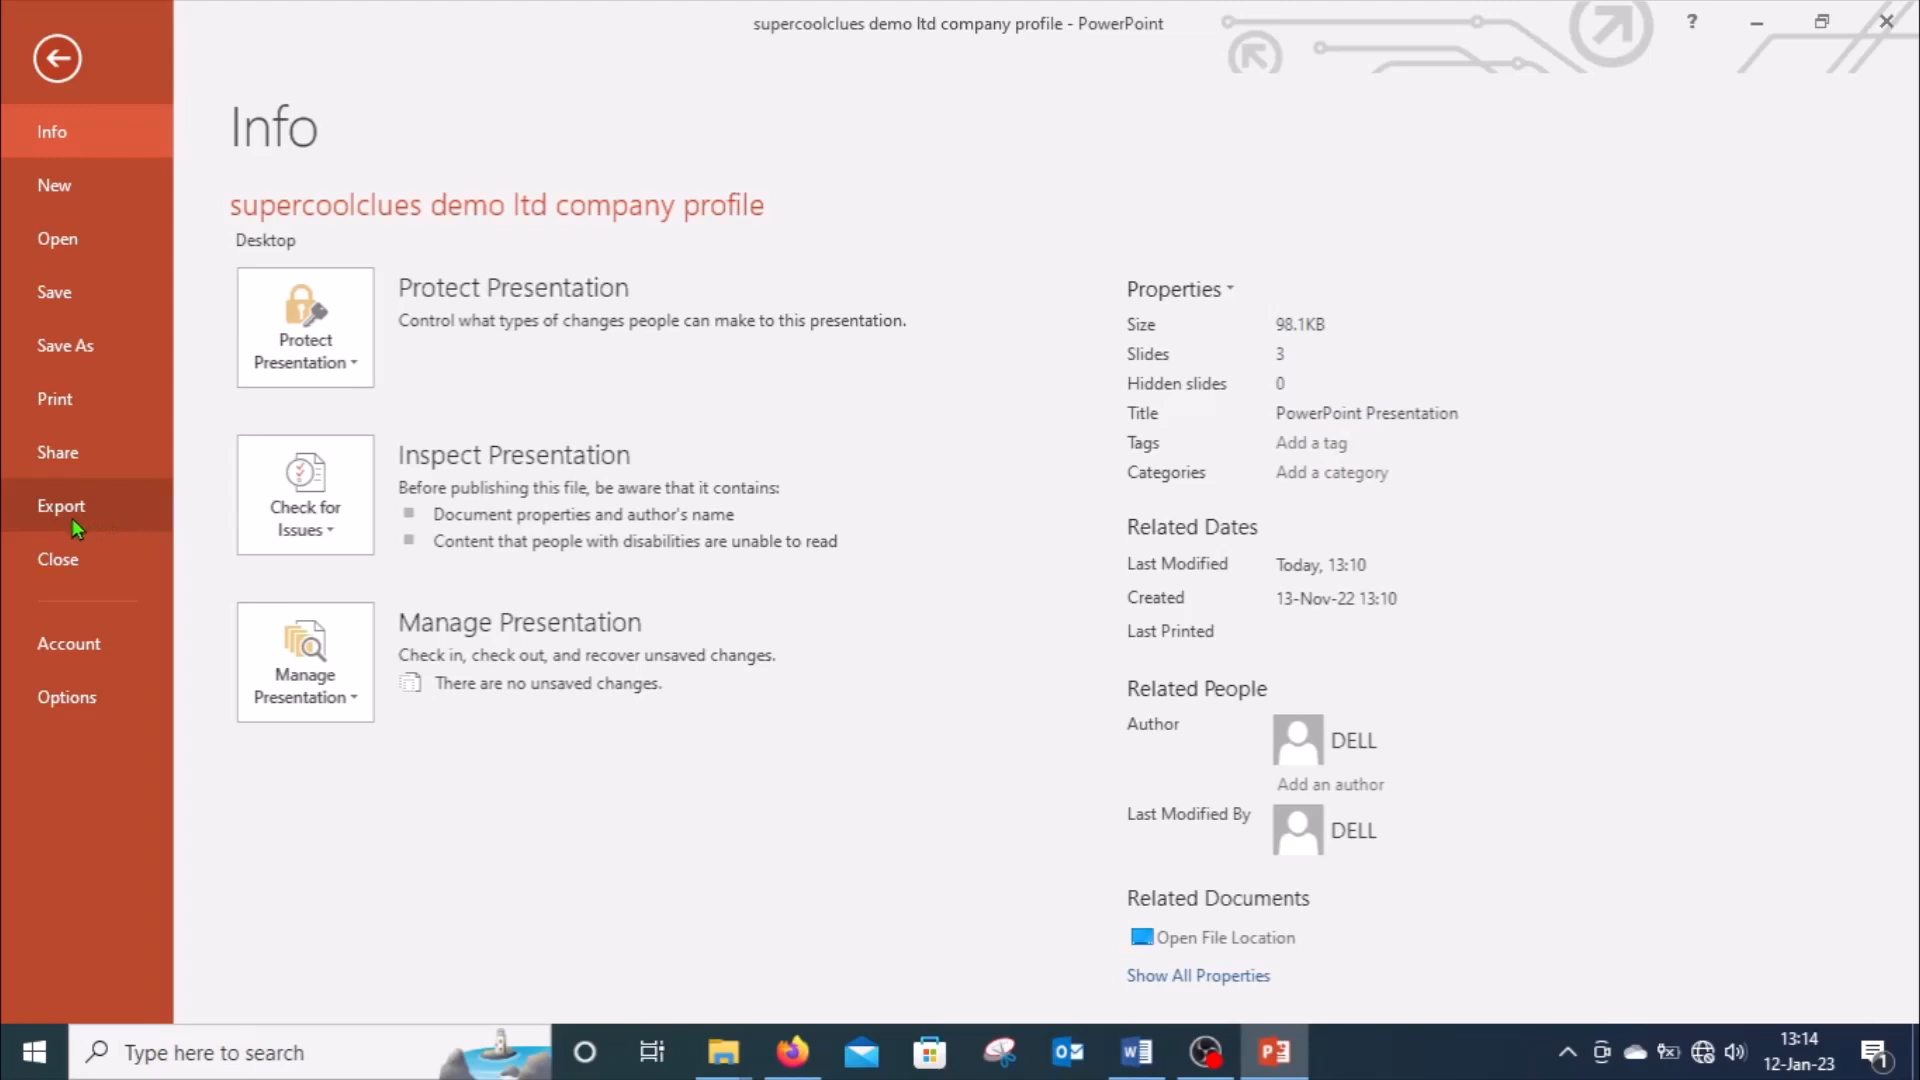 supercoolclues demo ltd company profile - PowerPoint
?
Info
New
Open
Save
Save As
Print
Share
Export
Close
Account
Options
Info
supercoolclues demo ltd company profile
Desktop
Protect
Presentation
Protect Presentation
Control what types of changes people can make to this presentation.
Check for
Issues
Inspect Presentation
Before publishing this file, be aware that it contains:
Document properties and author's name
Content that people with disabilities are unable to read
Manage
Presentation
Manage Presentation
Check in, check out, and recover unsaved changes.
There are no unsaved changes.
Properties
Size 98.1KB
Slides 3
Hidden slides 0
Title PowerPoint Presentation
Tags Add a tag
Categories Add a category
Related Dates
Last Modified Today, 13:10
Created 13-Nov-22 13:10
Last Printed
Related People
Author DELL
Add an author
Last Modified By DELL
Related Documents
Open File Location
Show All Properties
Type here to search
13:14
12-Jan-23
1